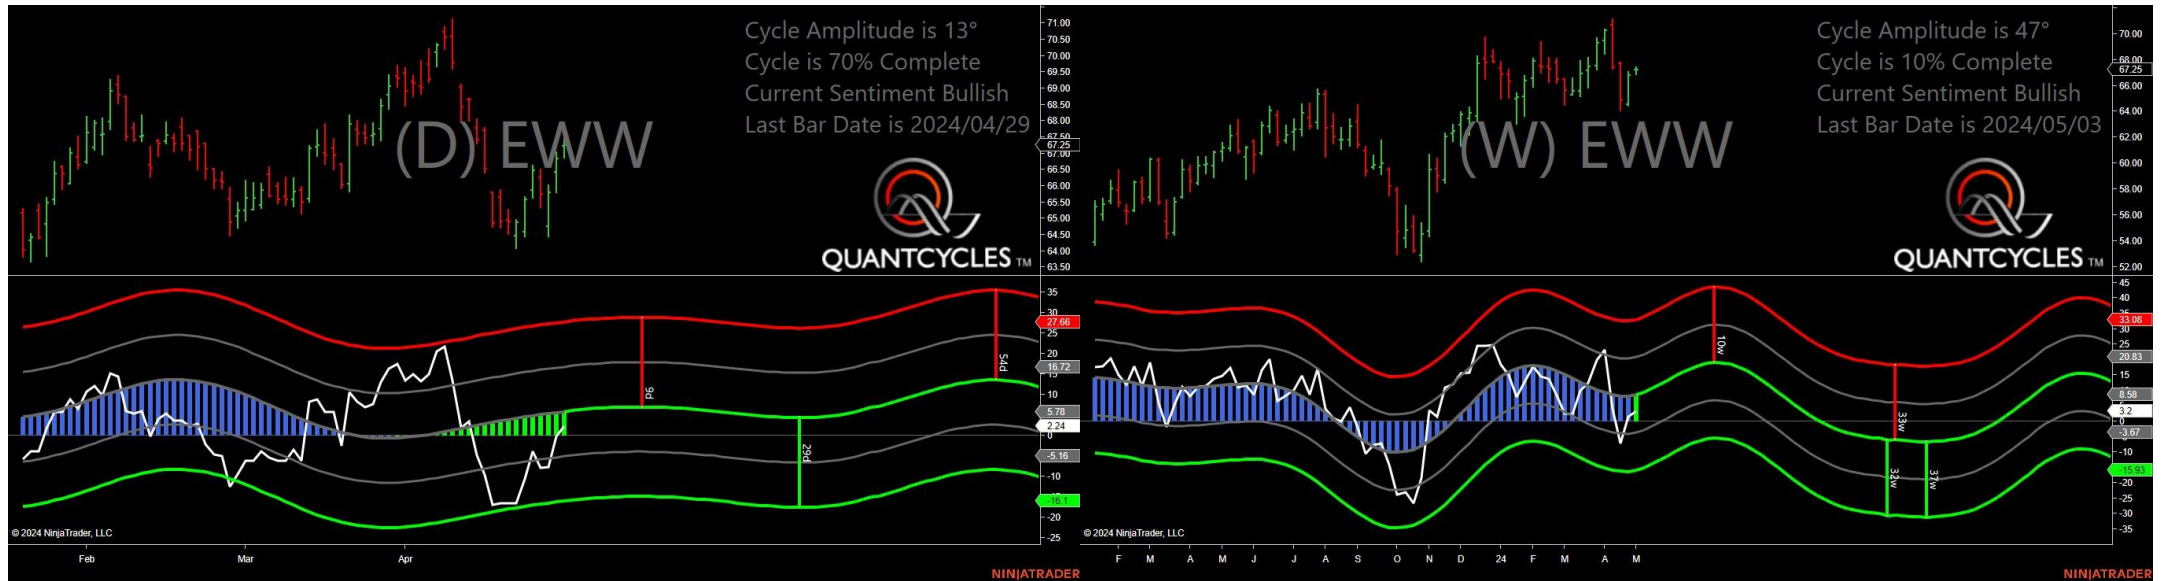 Cycle Amplitude is 13°
Cycle is 70% Complete
Current Sentiment Bullish
Last Bar Date is 2024/04/29
(D) EWW
QUANTCYCLES TM
71.00
70.50
70.00
69.50
69.00
68.50
68.00
67.50
67.25
67.00
66.50
66.00
65.50
65.00
64.50
64.00
63.50
35
30
27.66
25
20
16.72
15
10
5.78
2.24
0
-5.16
-10
-16.1
-20
-25
9d
29d
54d
© 2024 NinjaTrader, LLC
Feb Mar Apr
NINJATRADER
Cycle Amplitude is 47°
Cycle is 10% Complete
Current Sentiment Bullish
Last Bar Date is 2024/05/03
(W) EWW
QUANTCYCLES TM
70.00
68.00
67.25
66.00
64.00
62.00
60.00
58.00
56.00
54.00
52.00
45
40
33.08
30
25
20.83
15
10
8.58
3.2
0
-3.67
-10
-15.93
-20
-25
-30
-35
10w
33w
32w
37w
© 2024 NinjaTrader, LLC
F M A M J J A S O N D 24 F M A M
NINJATRADER